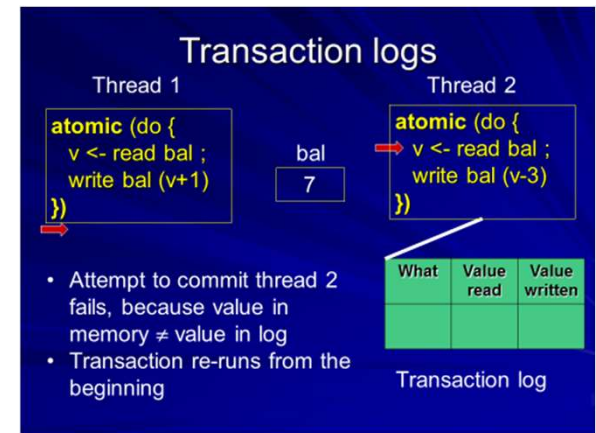 Transaction logs
Thread 1
Thread 2
atomic (do {
v <- read bal ;
write bal (v+1)
})
bal
7
atomic (do {
v <- read bal ;
write bal (v-3)
})
• Attempt to commit thread 2
fails, because value in
memory ≠ value in log
• Transaction re-runs from the
beginning
What
Value
read
Value
written
Transaction log